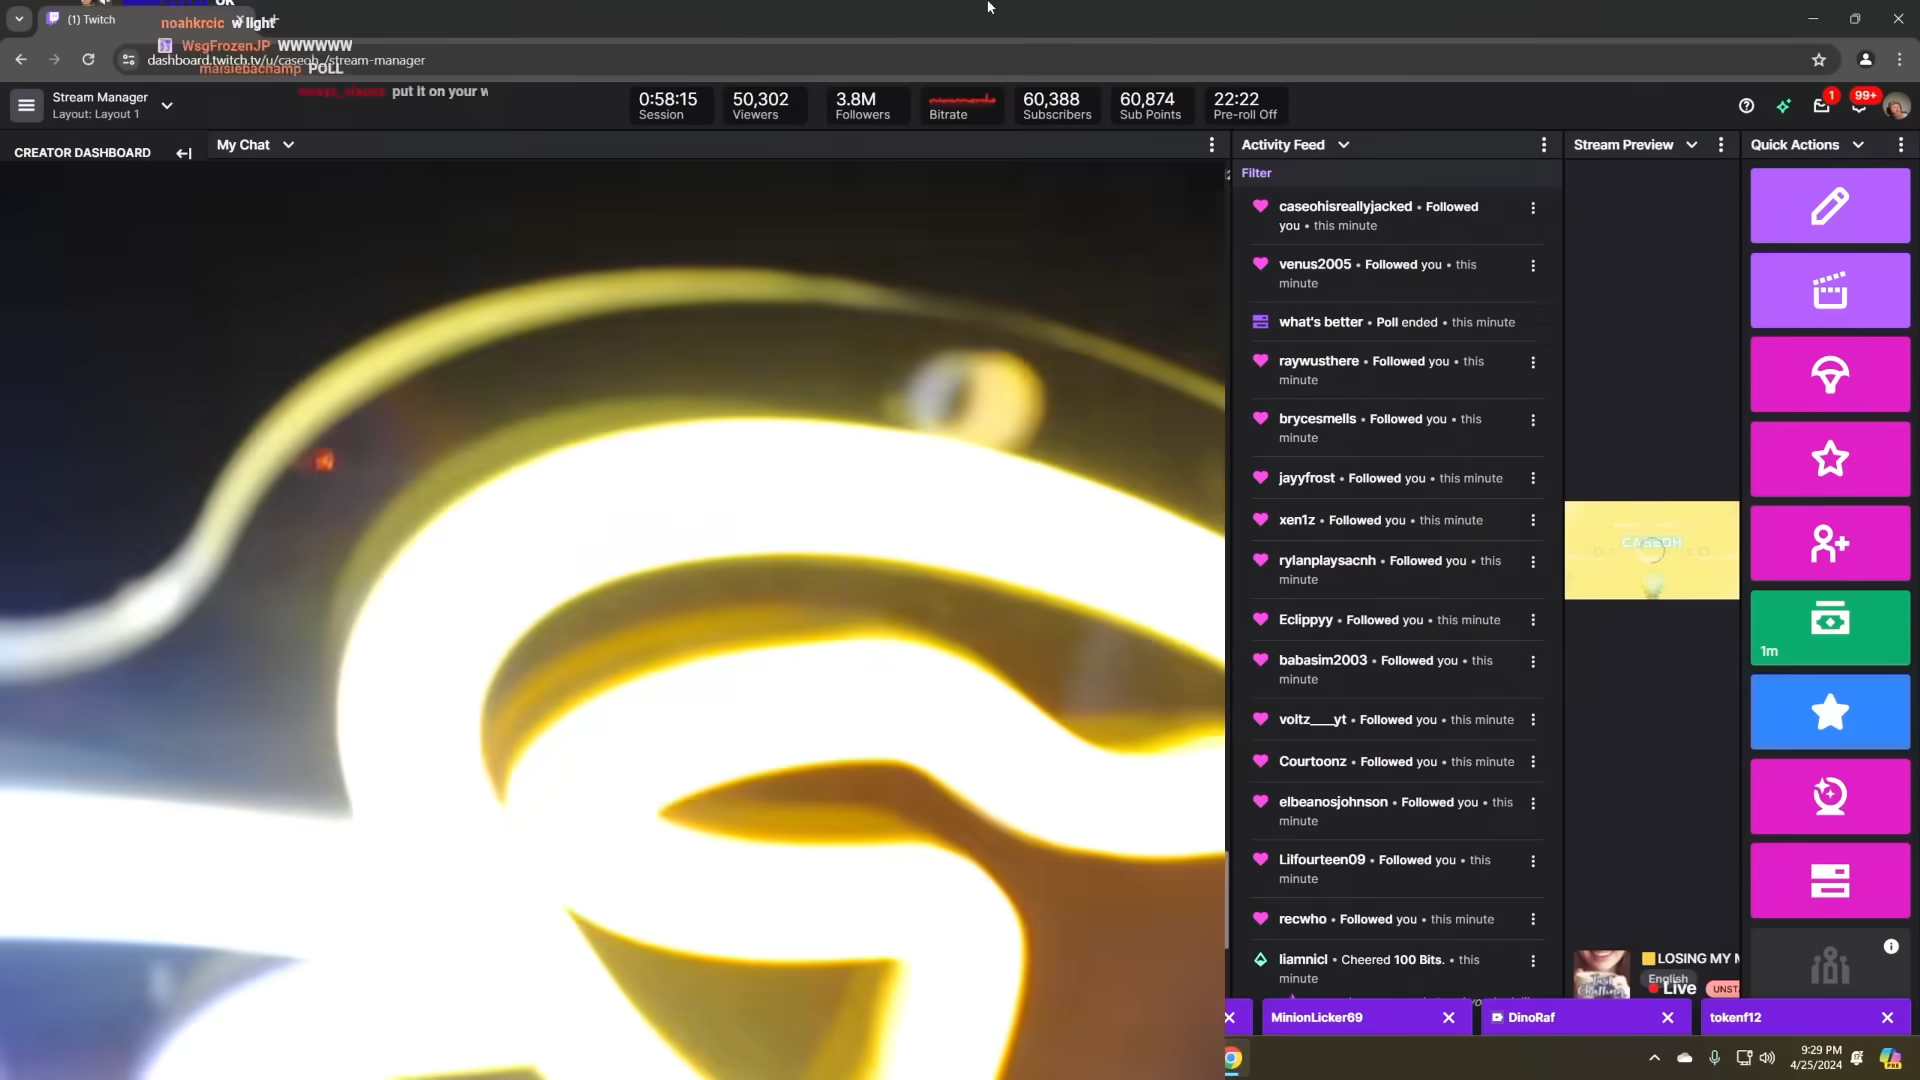 (1) Twitch
noahkrcic w light
WsgFrozenJP WWWWWW
dashboard.twitch.tv/u/caseoh_/stream-manager
maisiebachamp POLL
put it on your w
Stream Manager
Layout: Layout 1
0:58:15
Session
50,302
Viewers
3.8M
Followers
Bitrate
60,388
Subscribers
60,874
Sub Points
22:22
Pre-roll Off
1
99+
CREATOR DASHBOARD
My Chat
Activity Feed
Stream Preview
Quick Actions
Filter
caseohisreallyjacked • Followed
you • this minute
venus2005 • Followed you • this
minute
what's better • Poll ended • this minute
raywusthere • Followed you • this
minute
brycesmells • Followed you • this
minute
jayyfrost • Followed you • this minute
xen1z • Followed you • this minute
rylanplaysacnh • Followed you • this
minute
Eclippyy • Followed you • this minute
babasim2003 • Followed you • this
minute
voltz___yt • Followed you • this minute
Courtoonz • Followed you • this minute
elbeanosjohnson • Followed you • this
minute
Lilfourteen09 • Followed you • this
minute
recwho • Followed you • this minute
liamnicl • Cheered 100 Bits. • this
minute
CASEOH
1m
LOSING MY M
English
Live
UNST
Just
Chatting
MinionLicker69
DinoRaf
tokenf12
9:29 PM
4/25/2024
PRE